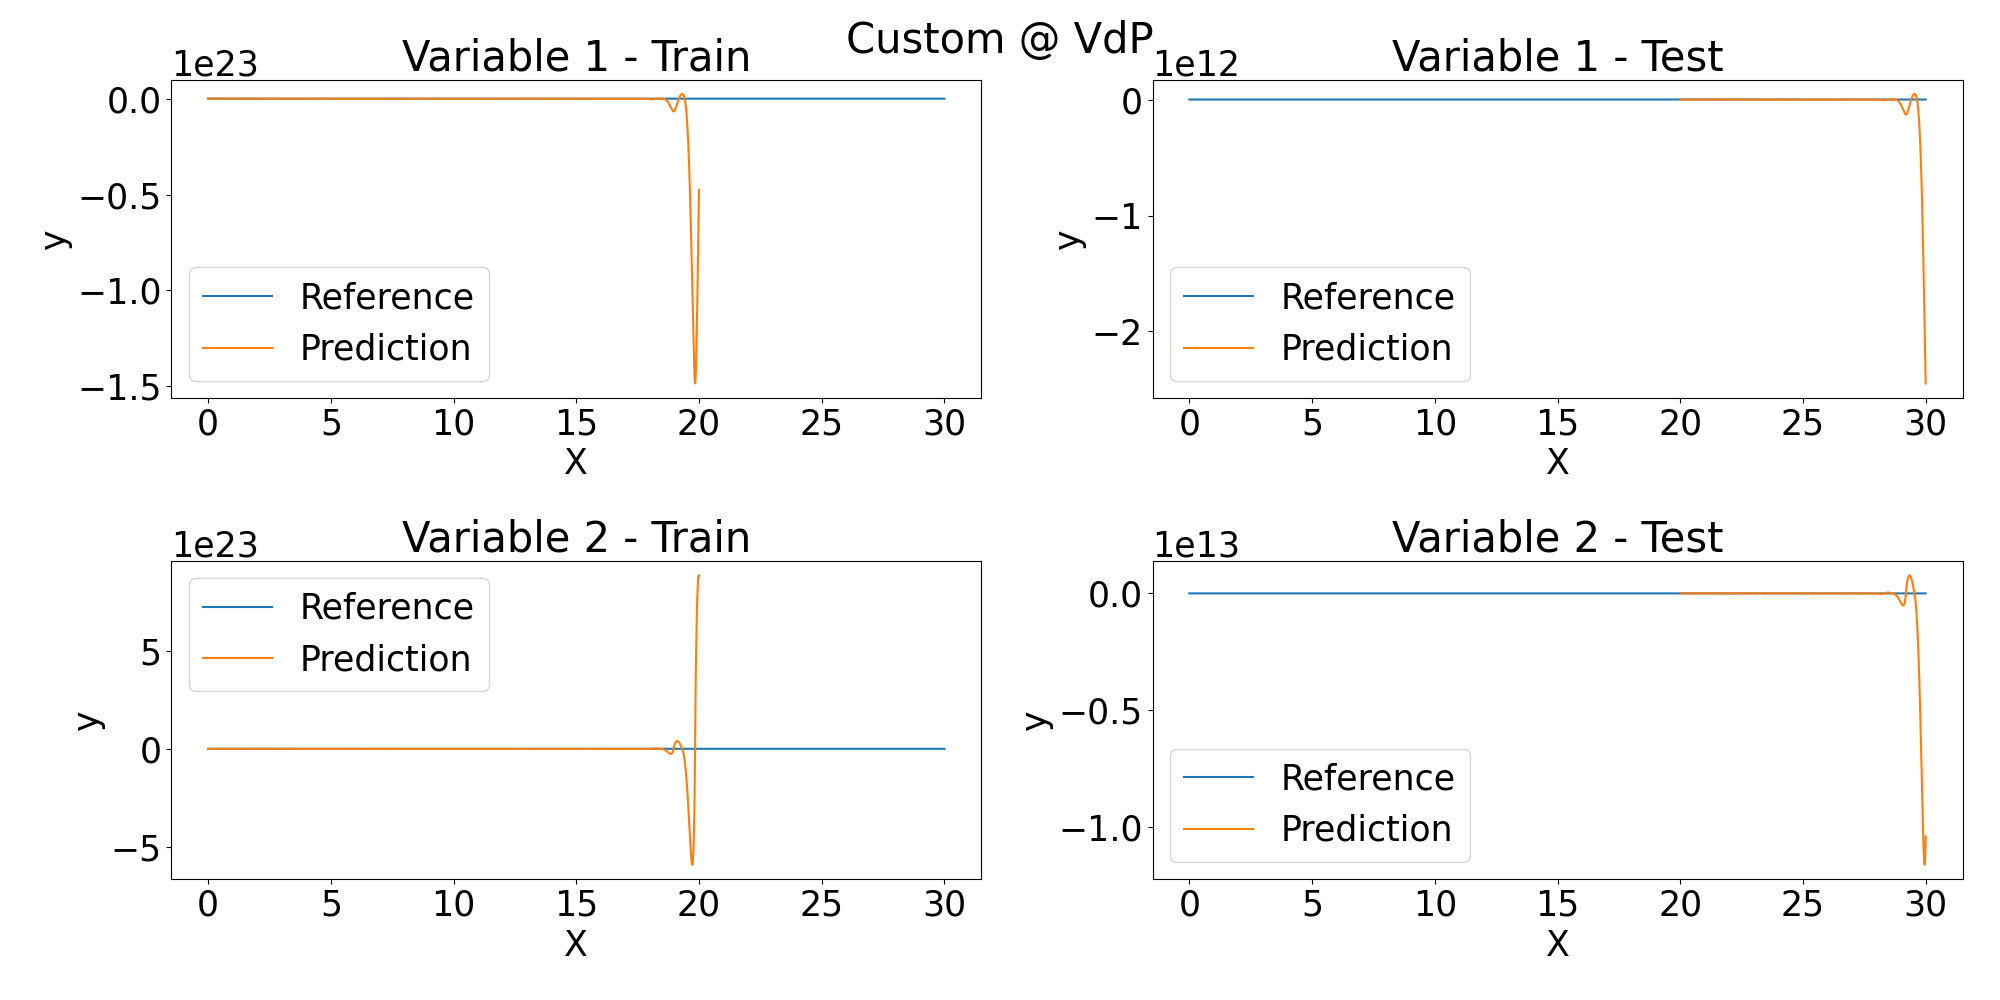 Custom @ VdP
Variable 1 - Train
1e23
0.0
−0.5
−1.0
−1.5
y
Reference
Prediction
0 5 10 15 20 25 30
X
Variable 1 - Test
1e12
0
−1
−2
y
Reference
Prediction
0 5 10 15 20 25 30
X
Variable 2 - Train
1e23
5
0
−5
y
Reference
Prediction
0 5 10 15 20 25 30
X
Variable 2 - Test
1e13
0.0
−0.5
−1.0
y
Reference
Prediction
0 5 10 15 20 25 30
X